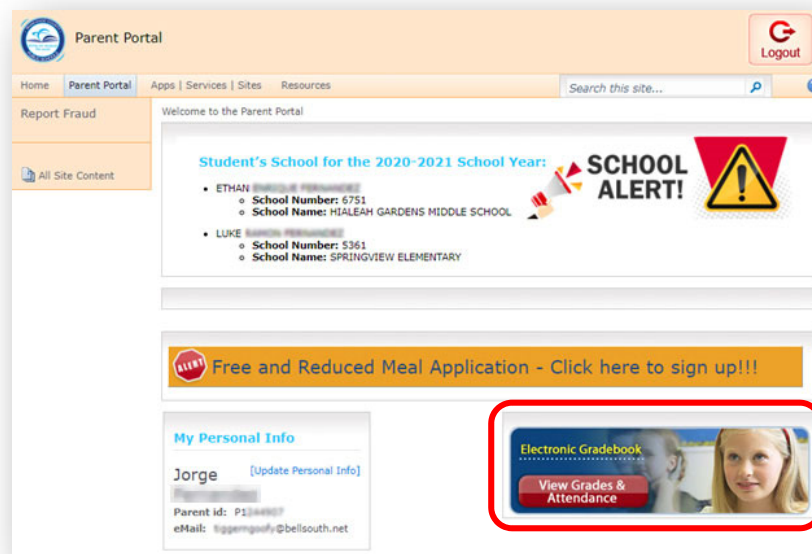 Parent Portal
Logout
Home Parent Portal Apps | Services | Sites Resources
Search this site...
Report Fraud
All Site Content
Welcome to the Parent Portal
Student's School for the 2020-2021 School Year:
• ETHAN
o School Number: 6751
o School Name: HIALEAH GARDENS MIDDLE SCHOOL
• LUKE
o School Number: 5361
o School Name: SPRINGVIEW ELEMENTARY
SCHOOL
ALERT!
ALERT
Free and Reduced Meal Application - Click here to sign up!!!
My Personal Info
Jorge [Update Personal Info]
Parent id: P1
eMail: @bellsouth.net
Electronic Gradebook
View Grades &
Attendance